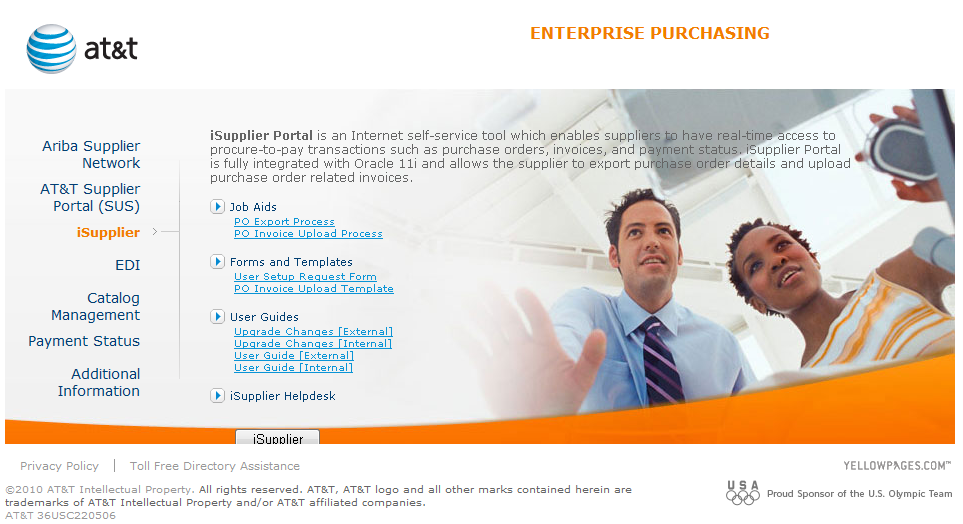 at&t
ENTERPRISE PURCHASING
Ariba Supplier
Network
AT&T Supplier
Portal (SUS)
iSupplier
EDI
Catalog
Management
Payment Status
Additional
Information
iSupplier Portal is an Internet self-service tool which enables suppliers to have real-time access to
procure-to-pay transactions such as purchase orders, invoices, and payment status. iSupplier Portal
is fully integrated with Oracle 11i and allows the supplier to export purchase order details and upload
purchase order related invoices.
Job Aids
PO Export Process
PO Invoice Upload Process
Forms and Templates
User Setup Request Form
PO Invoice Upload Template
User Guides
Upgrade Changes [External]
Upgrade Changes [Internal]
User Guide [External]
User Guide [Internal]
iSupplier Helpdesk
iSupplier
Privacy Policy | Toll Free Directory Assistance
YELLOWPAGES.COM™
©2010 AT&T Intellectual Property. All rights reserved. AT&T, AT&T logo and all other marks contained herein are
trademarks of AT&T Intellectual Property and/or AT&T affiliated companies.
AT&T 36USC220506
USA
Proud Sponsor of the U.S. Olympic Team